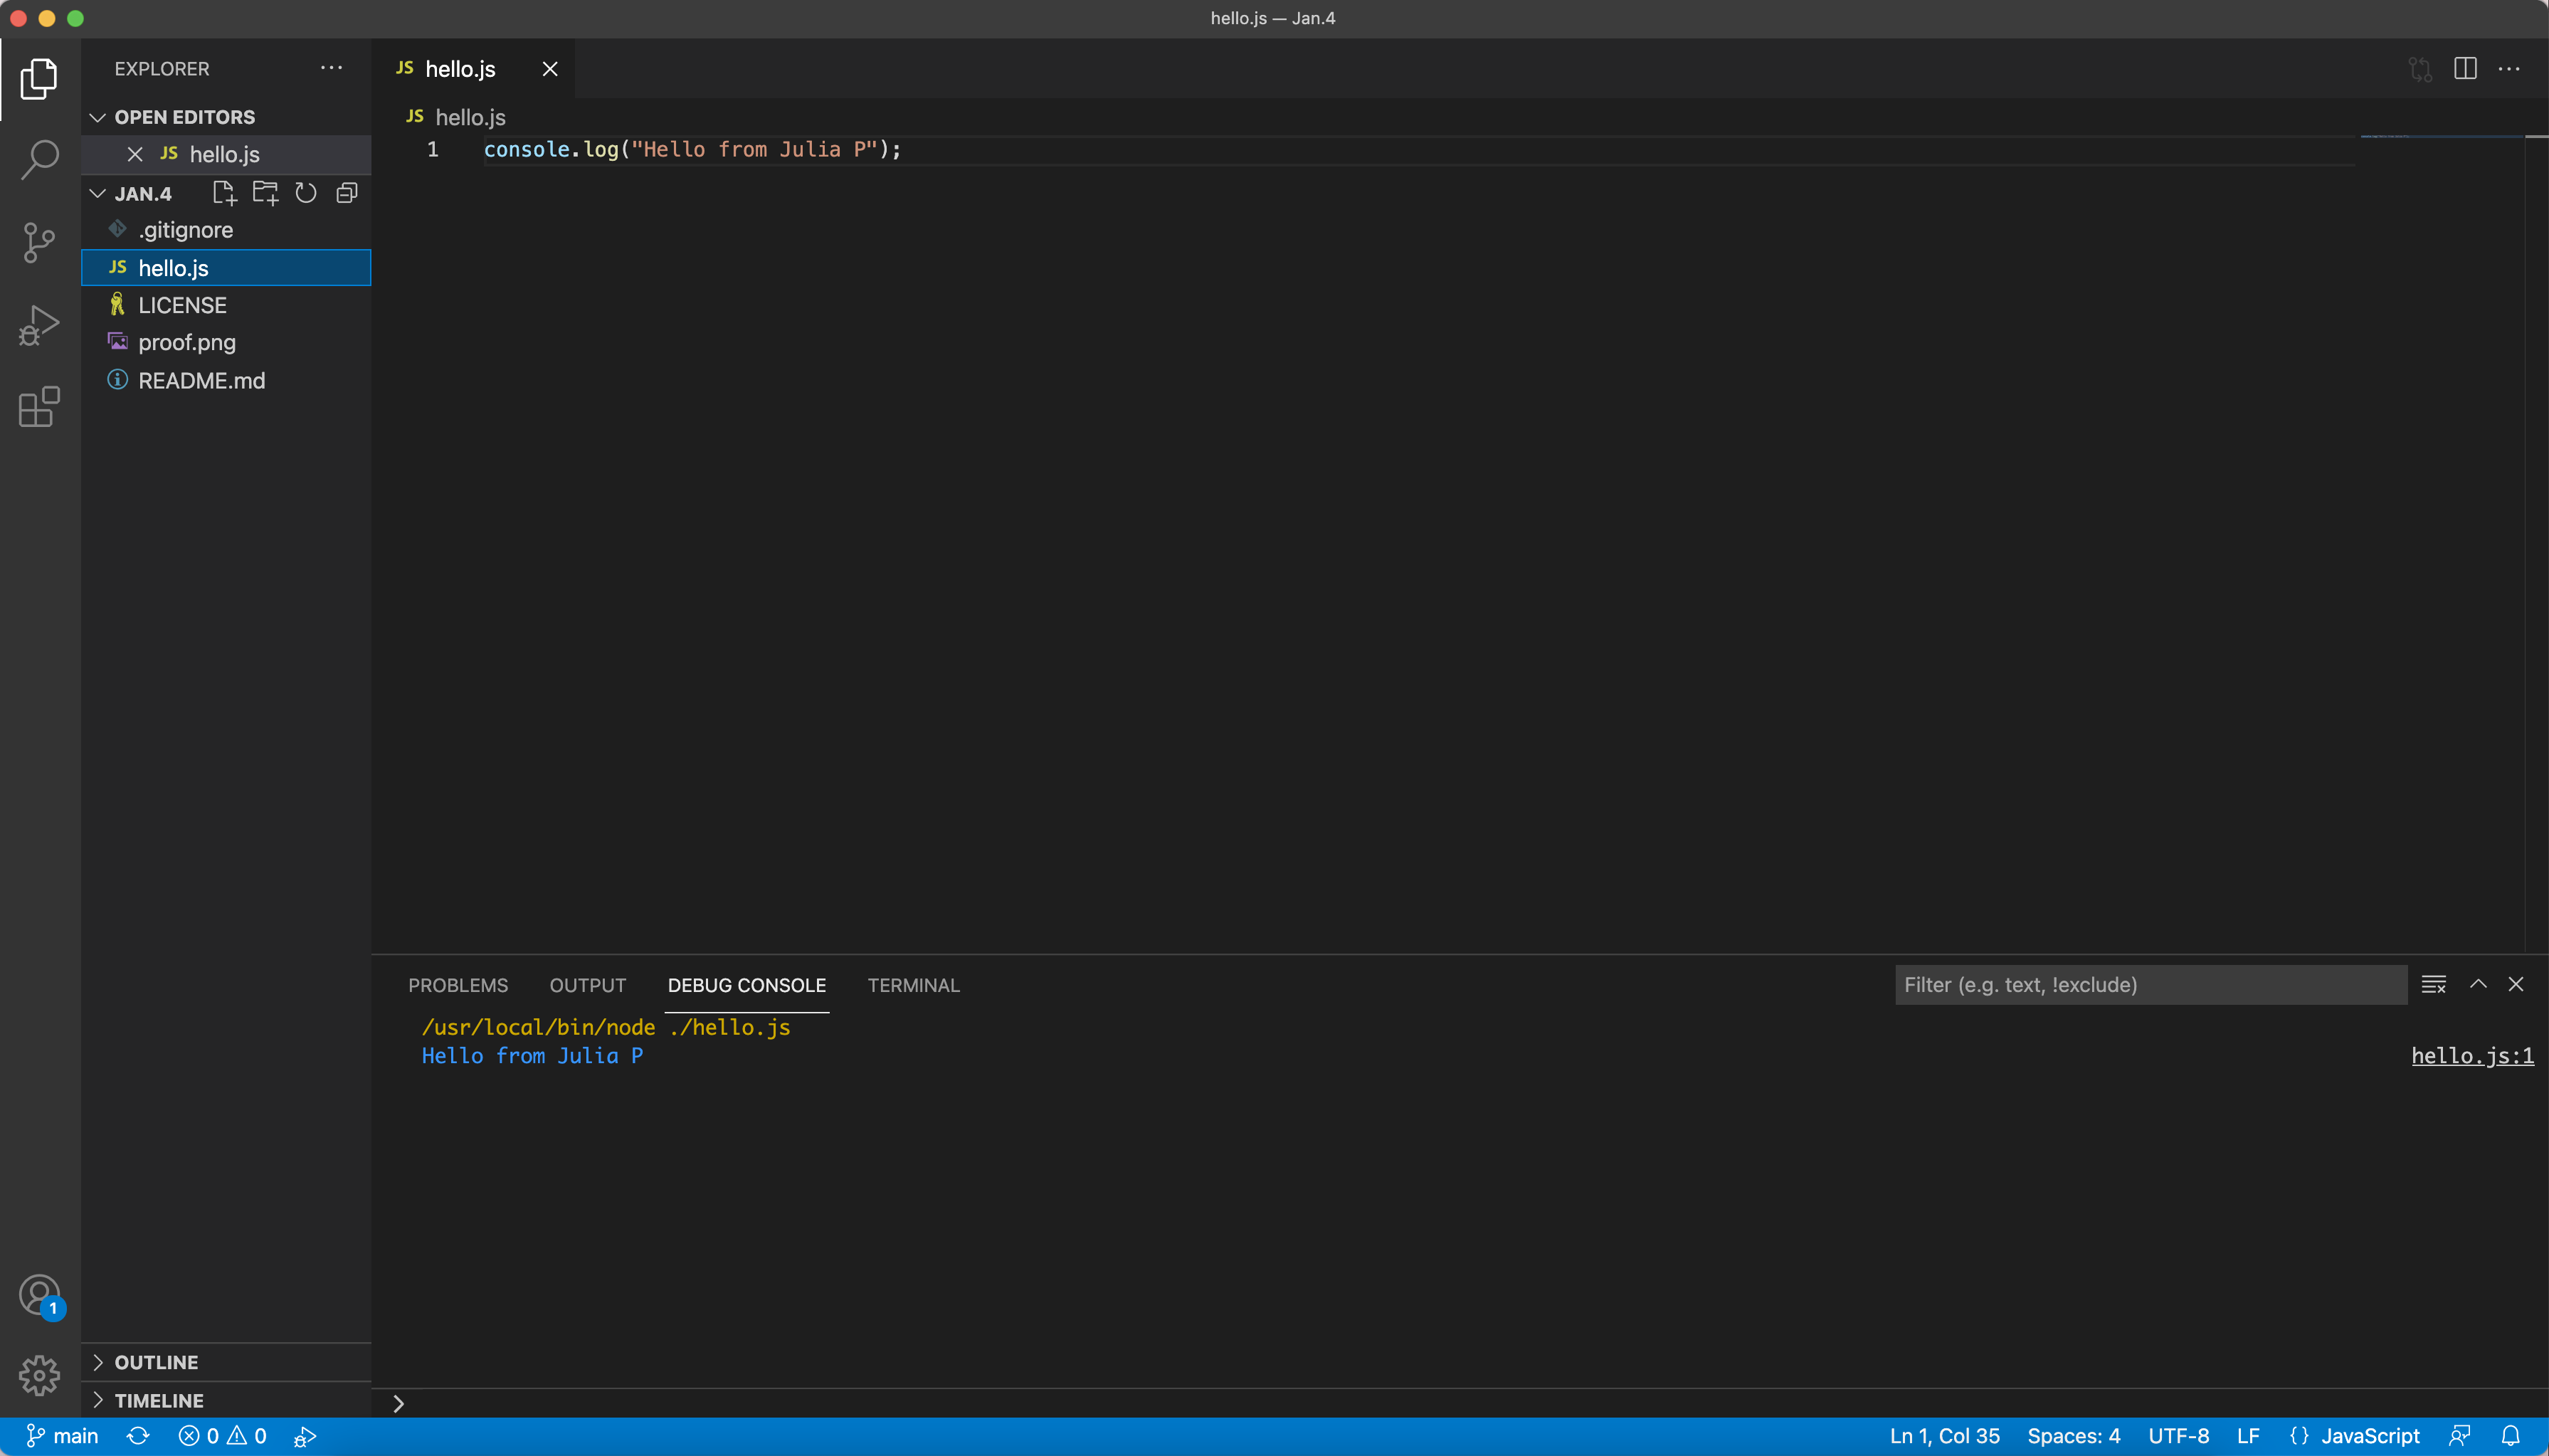 hello.js — Jan.4
EXPLORER
OPEN EDITORS
JS hello.js
JAN.4
.gitignore
JS hello.js
LICENSE
proof.png
README.md
OUTLINE
TIMELINE
JS hello.js
JS hello.js
1 console.log("Hello from Julia P");
PROBLEMS OUTPUT DEBUG CONSOLE TERMINAL
Filter (e.g. text, !exclude)
/usr/local/bin/node ./hello.js
Hello from Julia P
hello.js:1
1
main 0 0
Ln 1, Col 35 Spaces: 4 UTF-8 LF {} JavaScript